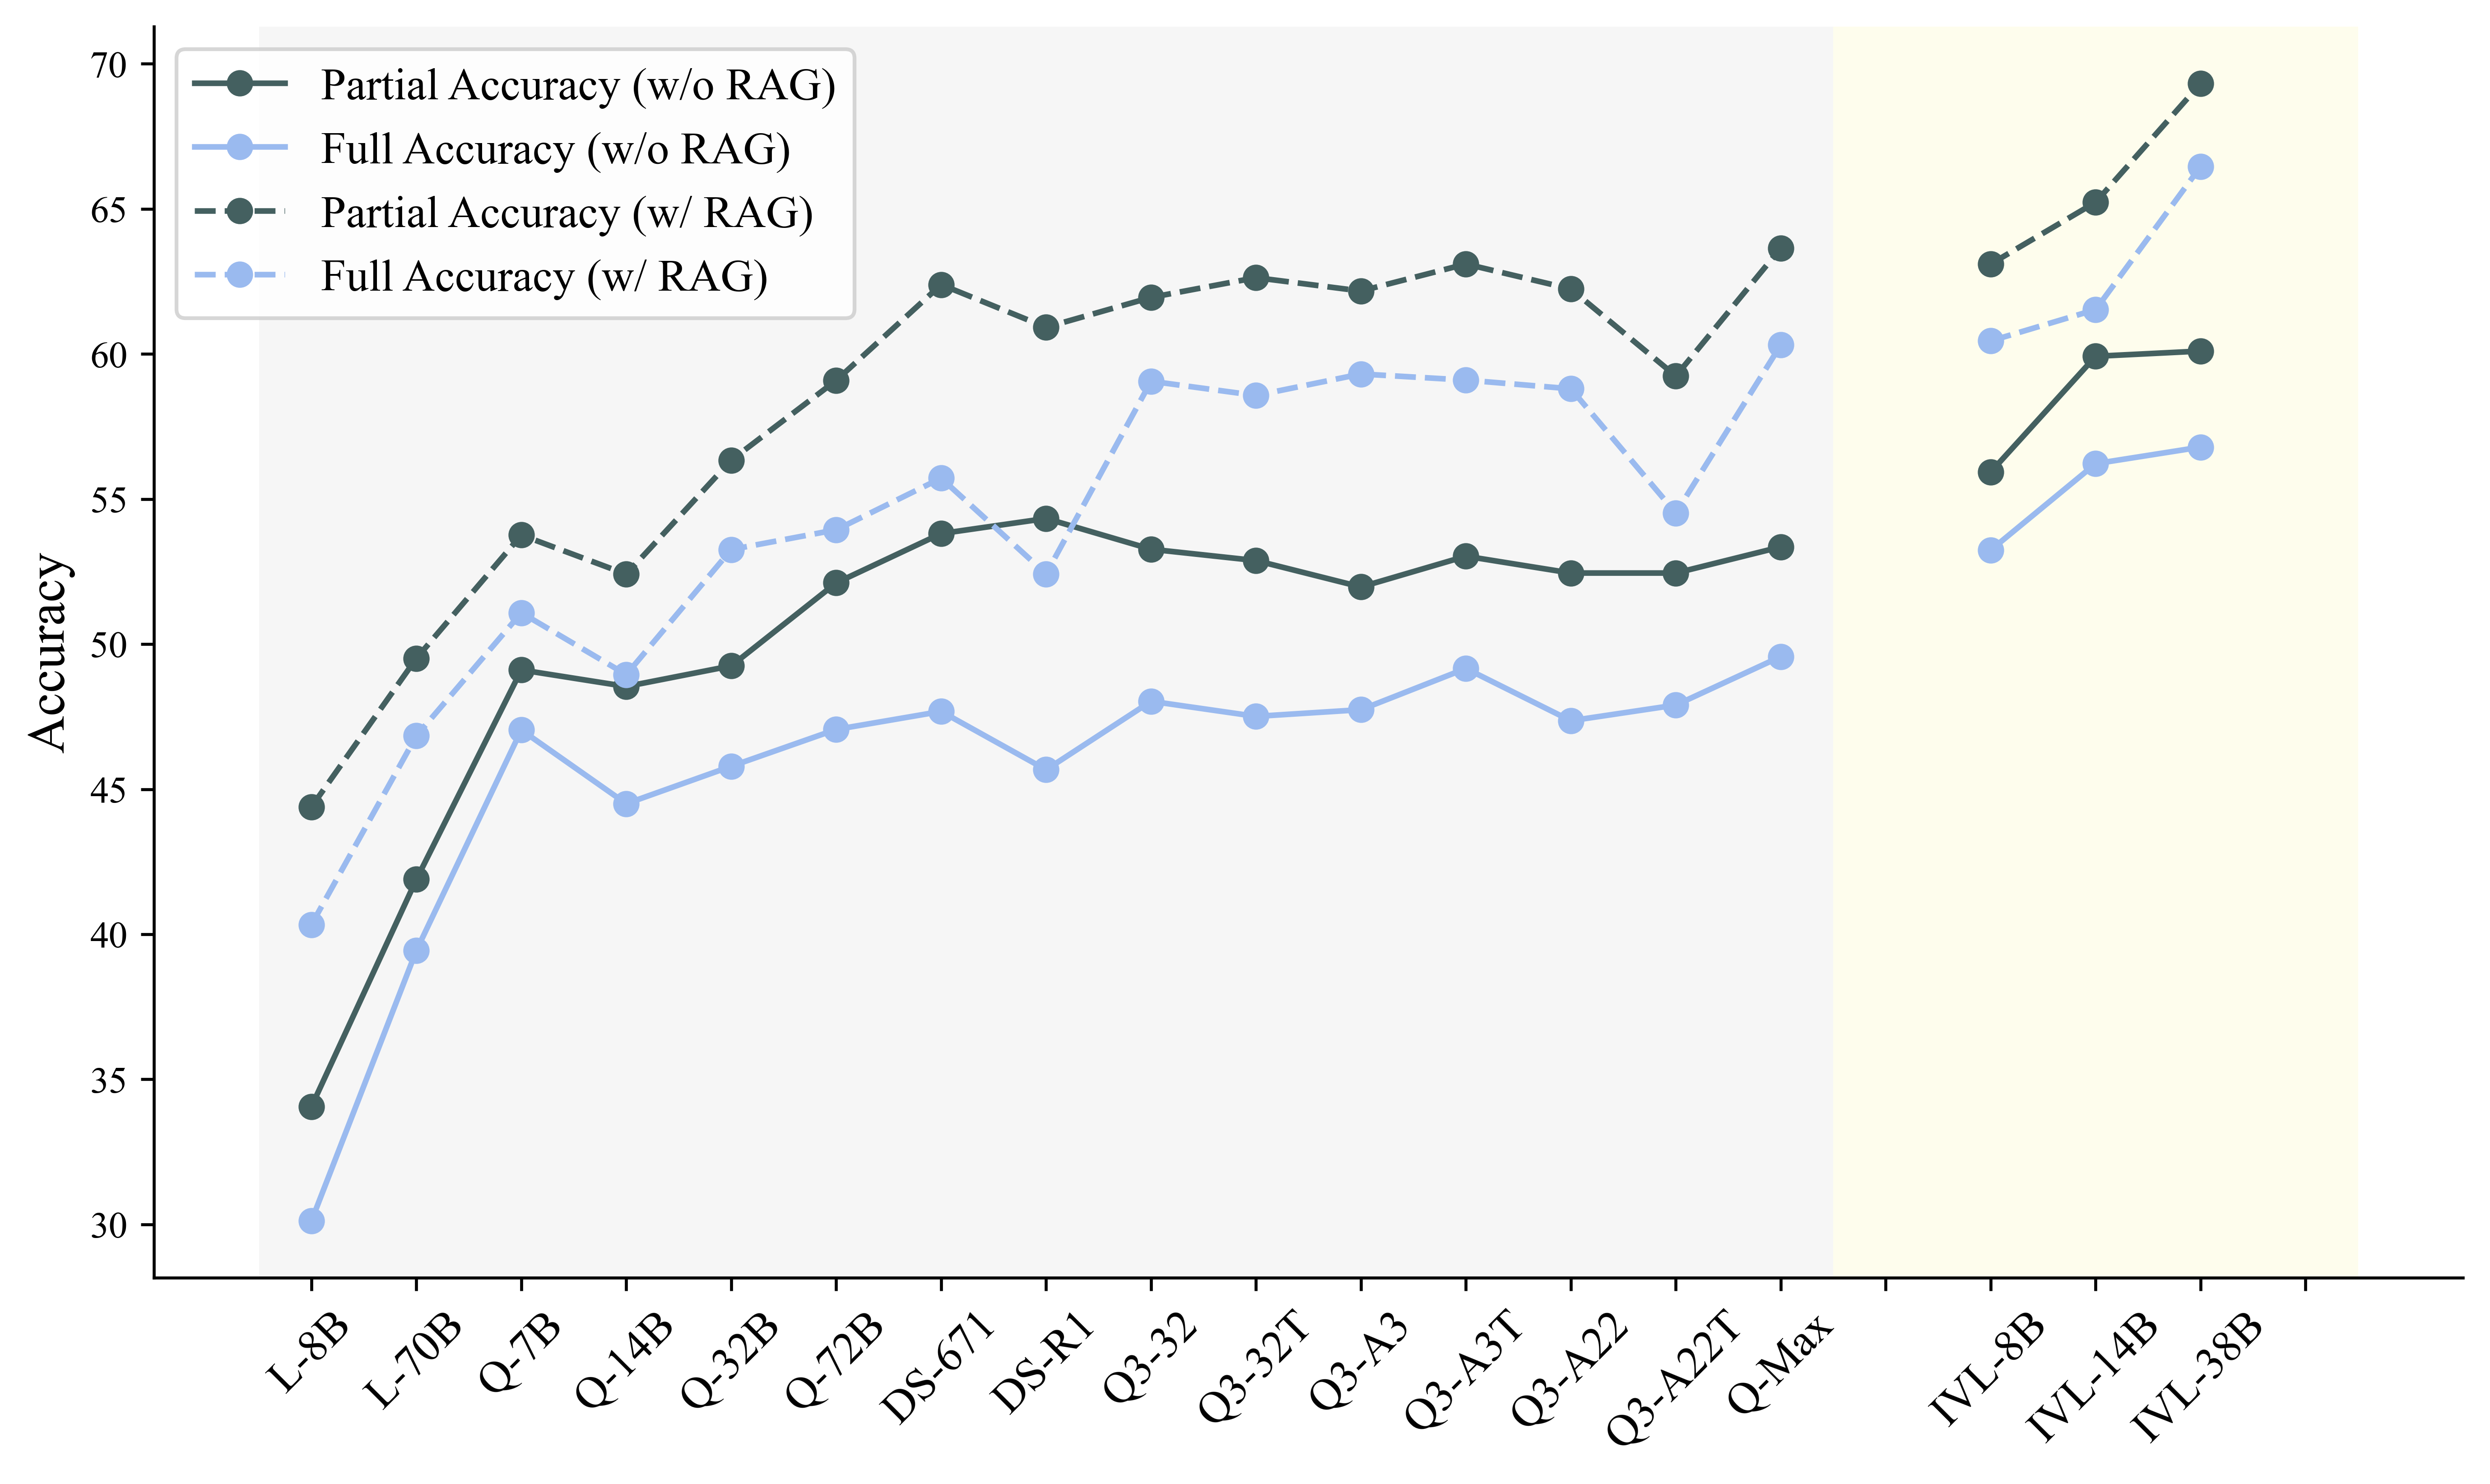 Partial Accuracy (w/o RAG)
Full Accuracy (w/o RAG)
Partial Accuracy (w/ RAG)
Full Accuracy (w/ RAG)
Accuracy
70
65
60
55
50
45
40
35
30
L-8B
L-70B
Q-7B
Q-14B
Q-32B
Q-72B
DS-671
DS-R1
Q3-32
Q3-32T
Q3-A3
Q3-A3T
Q3-A22
Q3-A22T
Q-Max
IVL-8B
IVL-14B
IVL-38B